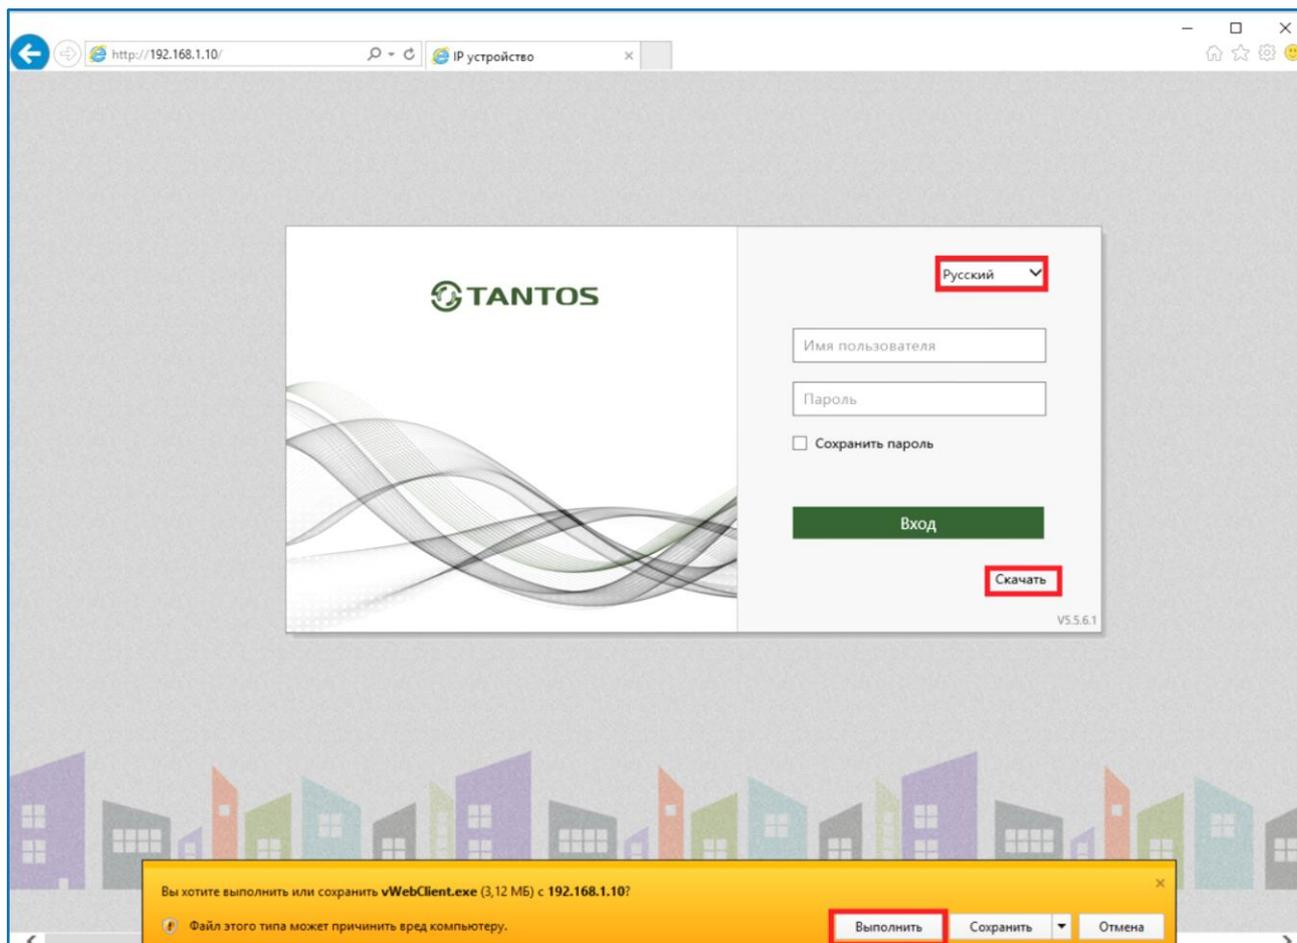 http://192.168.1.10/
IP устройство
TANTOS
Русский
Имя пользователя
Пароль
Сохранить пароль
Вход
Скачать
V5.5.6.1
Вы хотите выполнить или сохранить vWebClient.exe (3,12 МБ) с 192.168.1.10?
Файл этого типа может причинить вред компьютеру.
Выполнить
Сохранить
Отмена